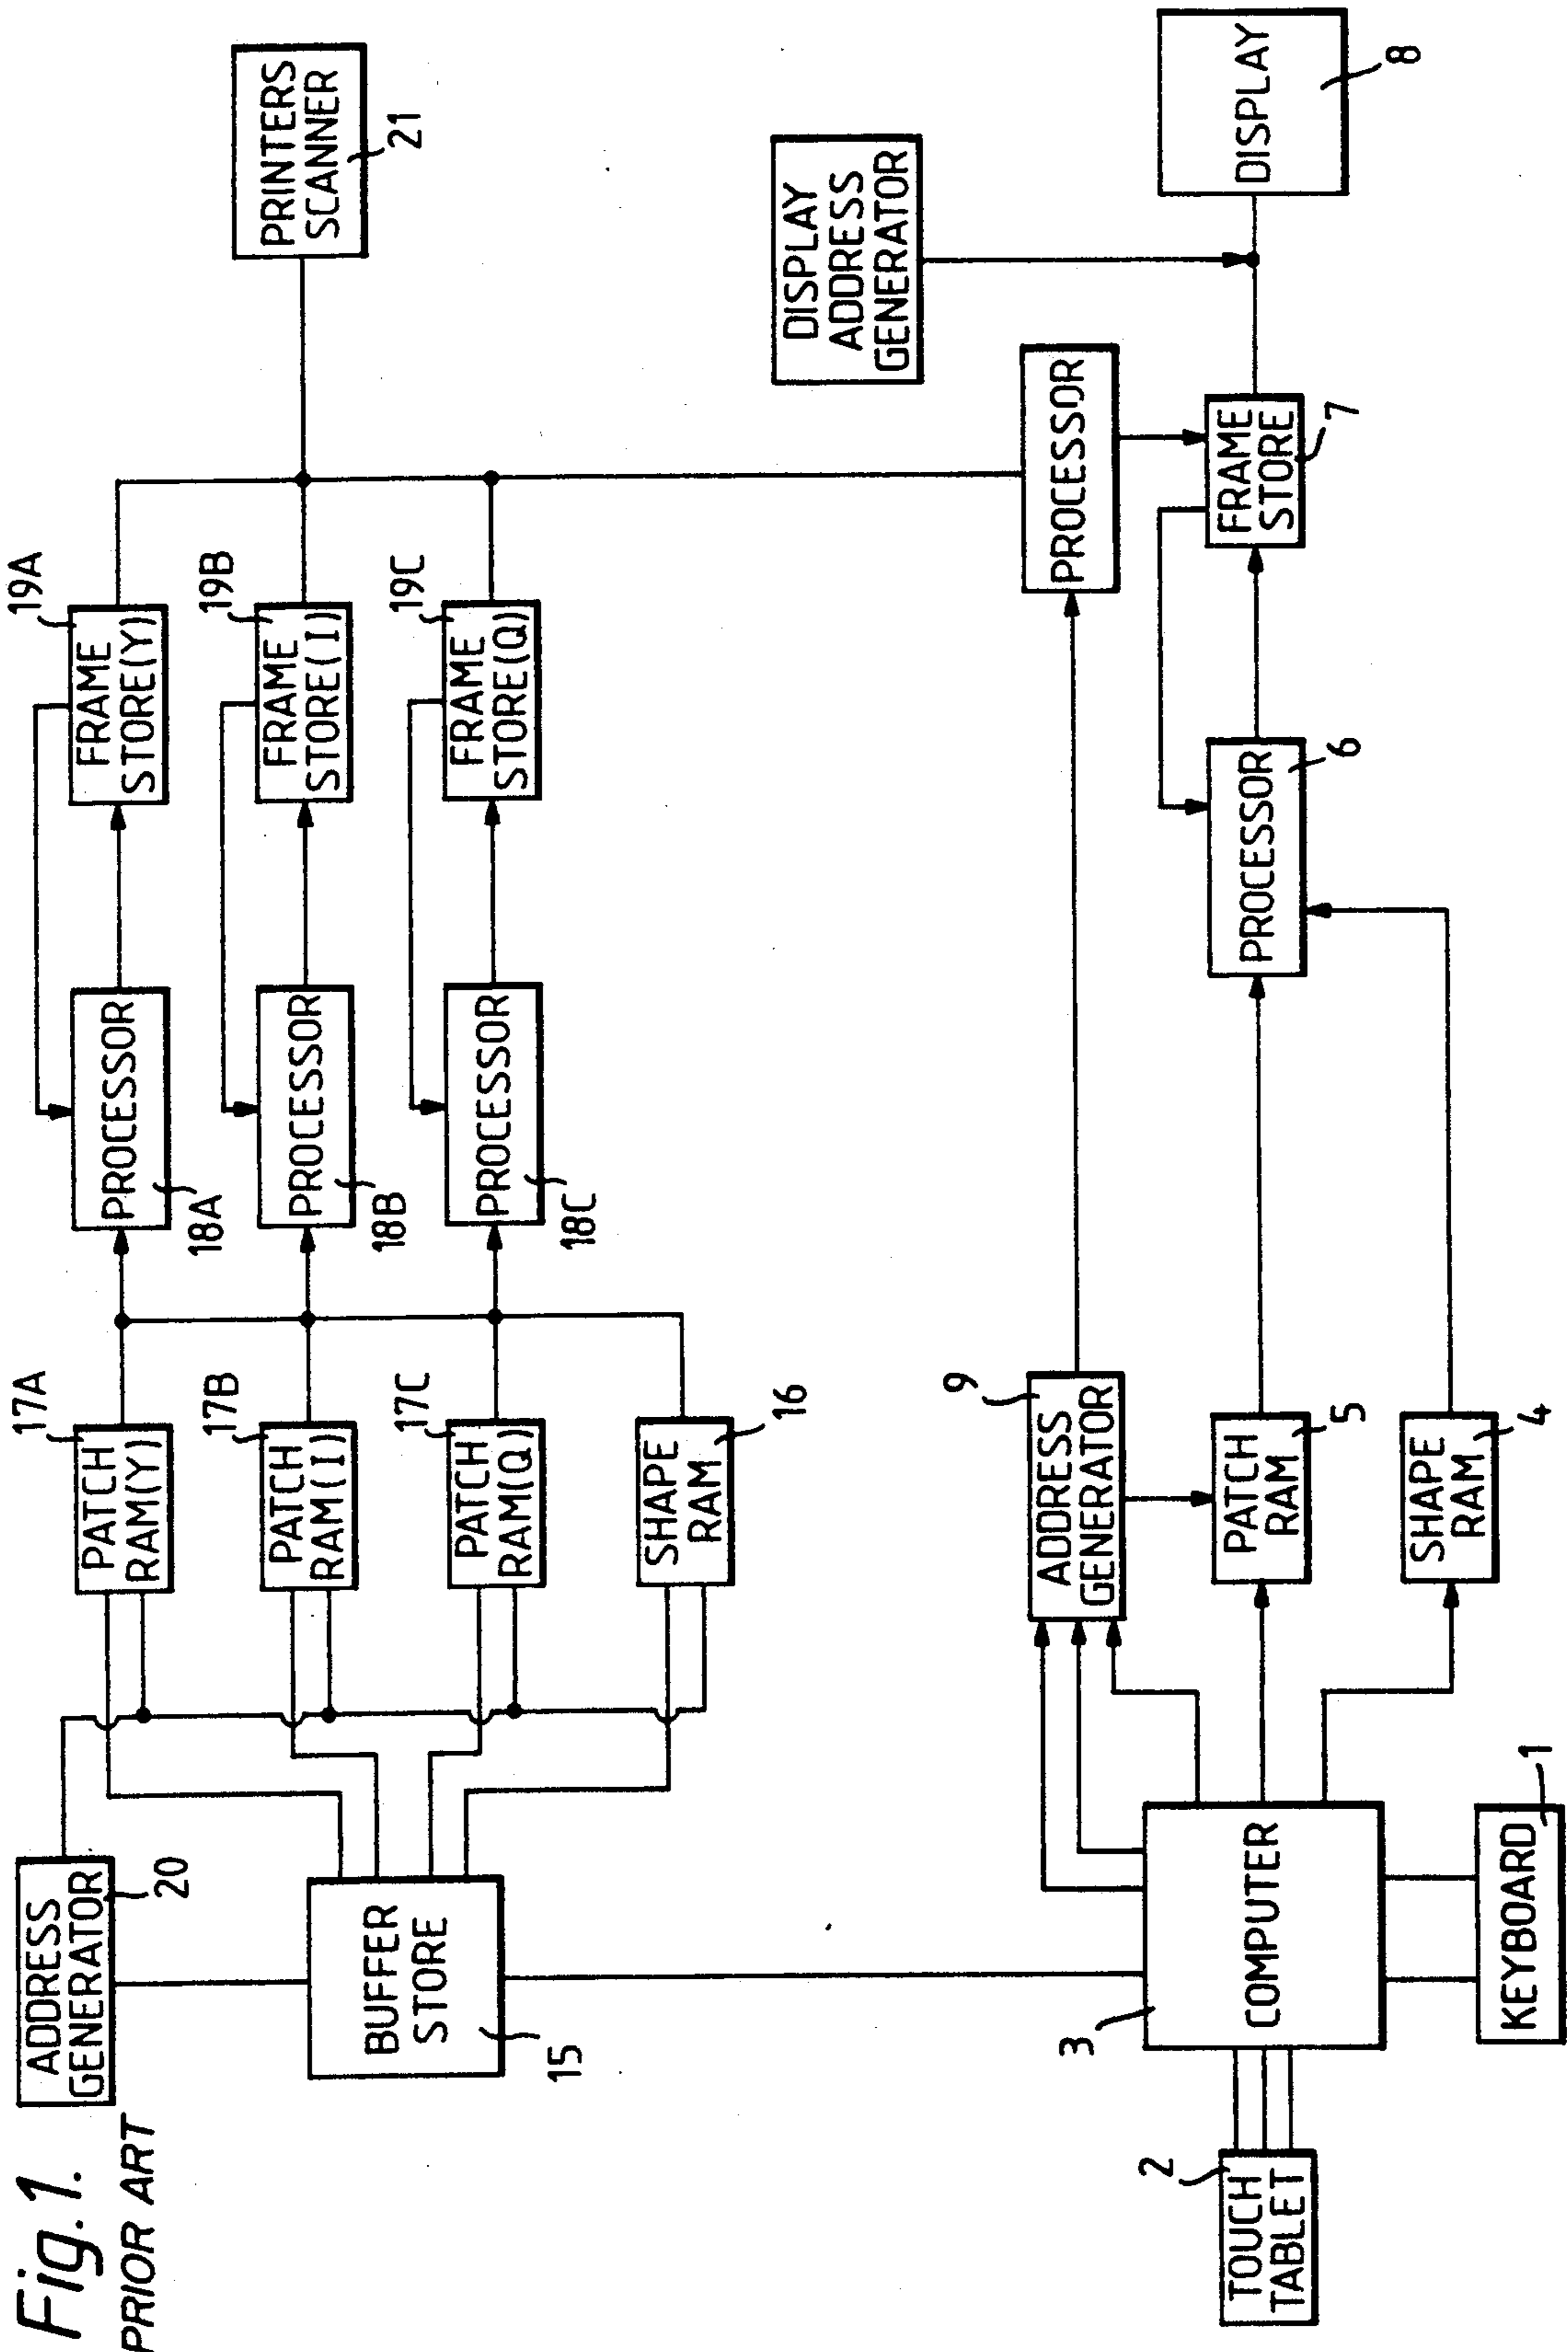 Fig.1.
PRIOR ART
ADDRESS
GENERATOR
20
BUFFER
STORE
15
PATCH
RAM(Y)
17A
PATCH
RAM(I)
17B
PATCH
RAM(Q)
17C
SHAPE
RAM
16
PROCESSOR
18A
PROCESSOR
18B
PROCESSOR
18C
FRAME
STORE(Y)
19A
FRAME
STORE(I)
19B
FRAME
STORE(Q)
19C
PRINTERS
SCANNER
21
TOUCH
TABLET
2
COMPUTER
3
KEYBOARD
1
ADDRESS
GENERATOR
9
PATCH
RAM
5
SHAPE
RAM
4
PROCESSOR
6
PROCESSOR
FRAME
STORE
7
DISPLAY
ADDRESS
GENERATOR
DISPLAY
8